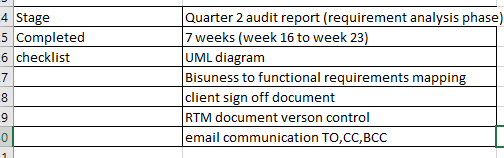 4 Stage Quarter 2 audit report (requirement analysis phase)
5 Completed 7 weeks (week 16 to week 23)
6 checklist UML diagram
7 Bisuness to functional requirements mapping
8 client sign off document
9 RTM document verson control
0 email communication TO,CC,BCC